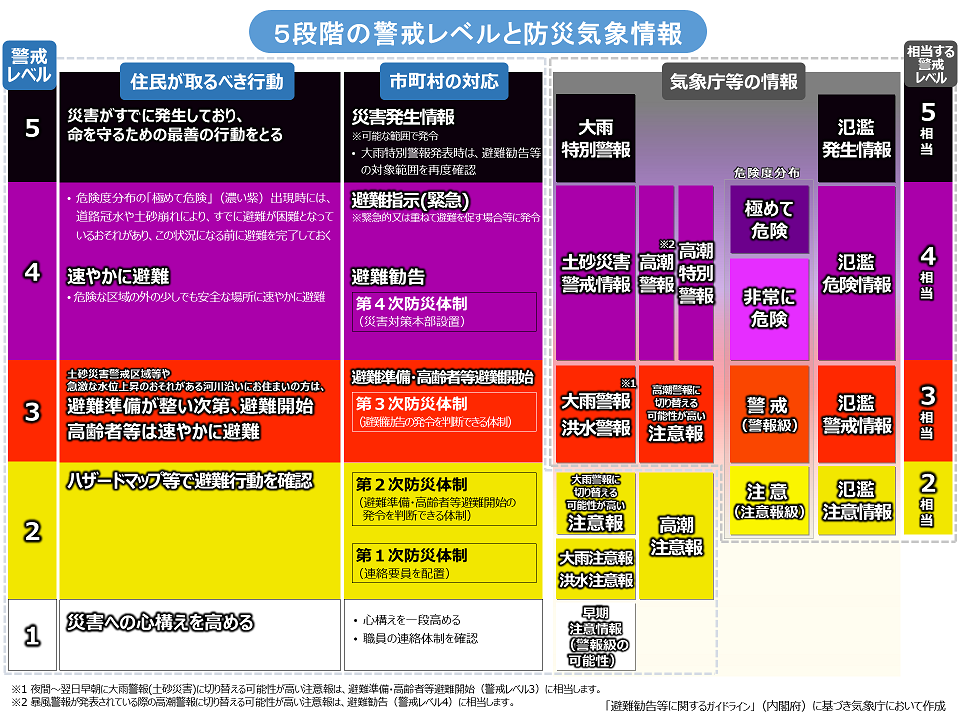 5段階の警戒レベルと防災気象情報
警戒
レベル
住民が取るべき行動
市町村の対応
気象庁等の情報
相当する
警戒
レベル
5
災害がすでに発生しており、
命を守るための最善の行動をとる
災害発生情報
※可能な範囲で発令
・ 大雨特別警報発表時は、避難勧告等
の対象範囲を再度確認
大雨
特別警報
氾濫
発生情報
5
相当
危険度分布
4
・ 危険度分布の「極めて危険」（濃い紫）出現時には、
道路冠水や土砂崩れにより、すでに避難が困難となって
いるおそれがあり、この状況になる前に避難を完了しておく
速やかに避難
・ 危険な区域の外の少しでも安全な場所に速やかに避難
避難指示(緊急)
※緊急的又は重ねて避難を促す場合等に発令
避難勧告
第４次防災体制
（災害対策本部設置）
土砂災害
警戒情報
※2
高潮
警報
高潮
特別
警報
極めて
危険
非常に
危険
氾濫
危険情報
4
相当
3
土砂災害警戒区域等や
急激な水位上昇のおそれがある河川沿いにお住まいの方は、
避難準備が整い次第、避難開始
高齢者等は速やかに避難
避難準備・高齢者等避難開始
第３次防災体制
（避難勧告の発令を判断できる体制）
※1
大雨警報
洪水警報
高潮警報に
切り替える
可能性が高い
注意報
警戒
（警報級）
氾濫
警戒情報
3
相当
2
ハザードマップ等で避難行動を確認
第２次防災体制
（避難準備・高齢者等避難開始の
発令を判断できる体制）
第１次防災体制
（連絡要員を配置）
大雨警報に
切替える
可能性が高い
注意報
大雨注意報
洪水注意報
高潮
注意報
注意
（注意報級）
氾濫
注意情報
2
相当
1
災害への心構えを高める
・ 心構えを一段高める
・ 職員の連絡体制を確認
早期
注意情報
（警報級の
可能性）
※1 夜間～翌日早朝に大雨警報(土砂災害)に切り替える可能性が高い注意報は、避難準備・高齢者等避難開始（警戒レベル3）に相当します。
※2 暴風警報が発表されている際の高潮警報に切り替える可能性が高い注意報は、避難勧告（警戒レベル4）に相当します。
「避難勧告等に関するガイドライン」（内閣府）に基づき気象庁において作成